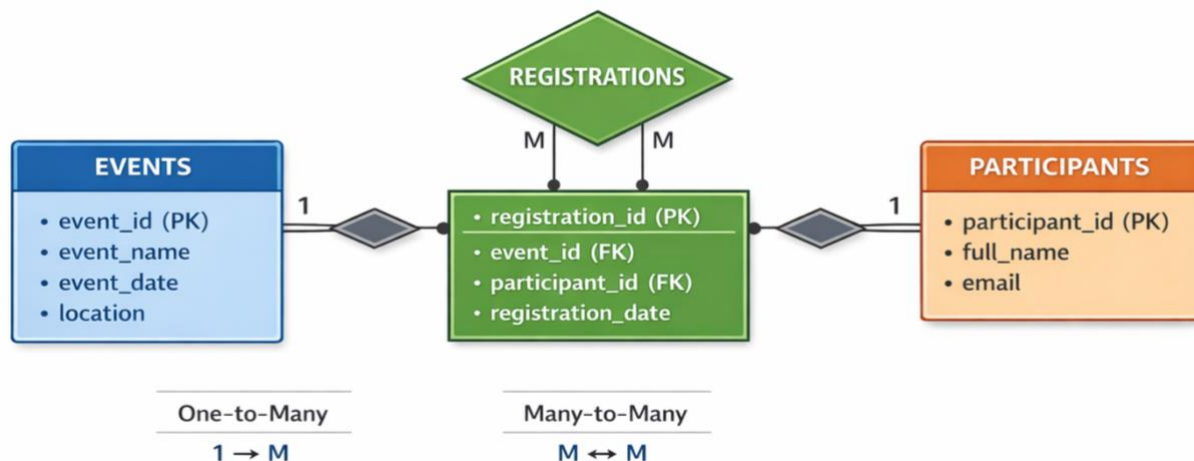 REGISTRATIONS
M
M
EVENTS
• event_id (PK)
• event_name
• event_date
• location
1
• registration_id (PK)
• event_id (FK)
• participant_id (FK)
• registration_date
1
PARTICIPANTS
• participant_id (PK)
• full_name
• email
One-to-Many
1 → M
Many-to-Many
M ↔ M